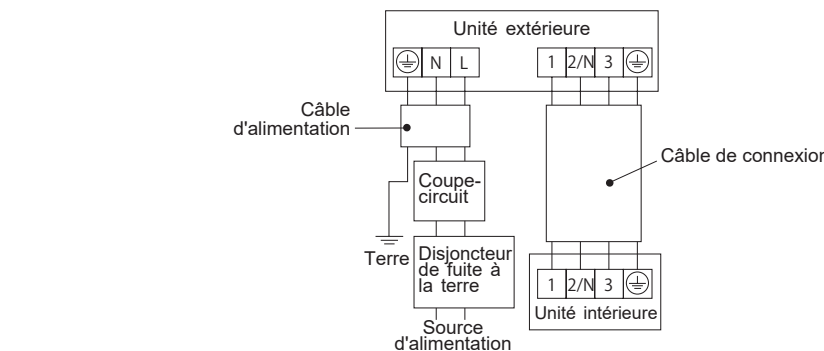 Unité extérieure
N L
1 2/N 3
Câble
d'alimentation
Câble de connexion
Coupe-
circuit
Terre
Disjoncteur
de fuite à
la terre
1 2/N 3
Unité intérieure
Source
d'alimentation